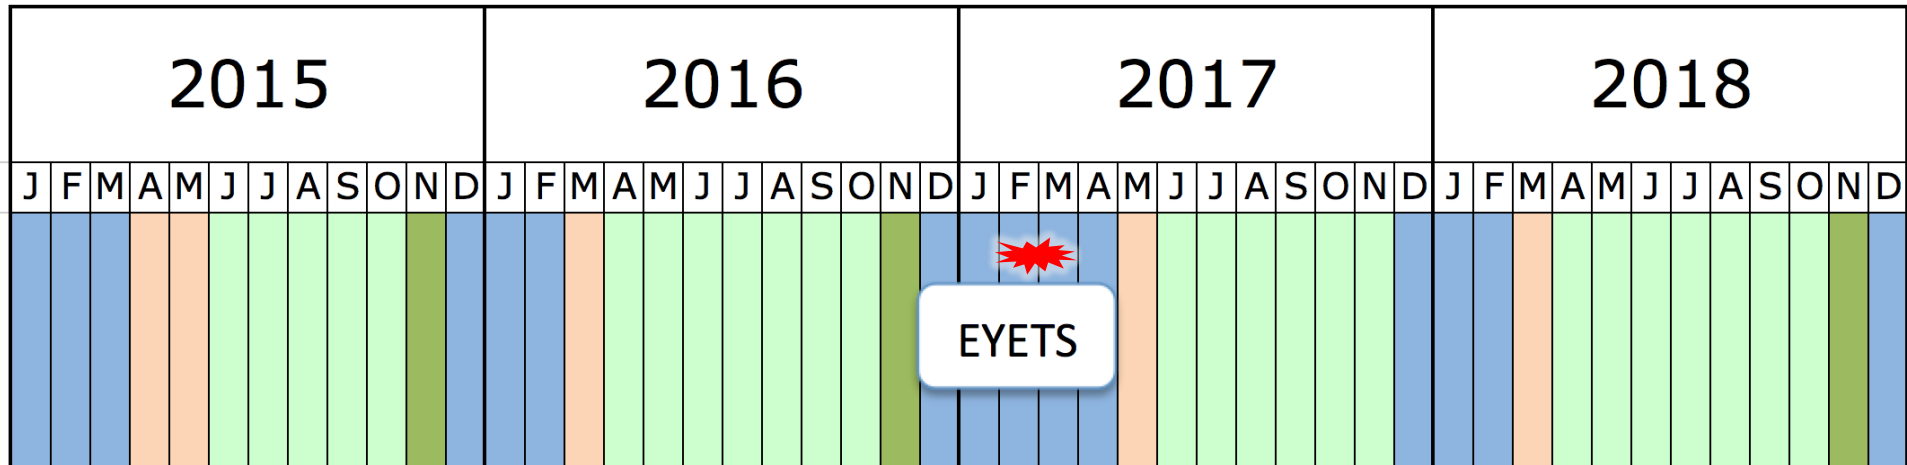 2015 2016 2017 2018
J F M A M J J A S O N D J F M A M J J A S O N D J F M A M J J A S O N D J F M A M J J A S O N D
EYETS